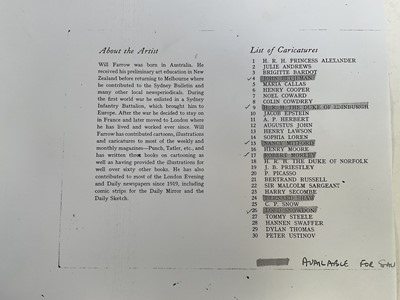 About the Artist
Will Farrow was born in Australia. He
received his preliminary art education in New
Zealand before returning to Melbourne where
he contributed to the Sydney Bulletin and
many other local newsperiodicals. During
the first world war he enlisted in a Sydney
Infantry Battalion, which brought him to
Europe. After the war he decided to stay on
in France and later moved to London where
he has lived and worked ever since. Will
Farrow has contributed cartoons, illustrations
and caricatures to most of the weekly and
monthly magazines—Punch, Tatler, etc., and
has written three books on cartooning as
well as having provided the illustrations for
well over sixty other books. He has also
contributed to most of the London Evening
and Daily newspapers since 1919, including
comic strips for the Daily Mirror and the
Daily Sketch.
List of Caricatures
1 H. R. H. PRINCESS ALEXANDER
2 JULIE ANDREWS
3 BRIGITTE BARDOT
4 JOHN BETJEMAN
5 MARIA CALLAS
6 HENRY COOPER
7 NOEL COWARD
8 COLIN COWDREY
9 H. R. H. THE DUKE OF EDINBURGH
10 JACOB EPSTEIN
11 A. P. HERBERT
12 AUGUSTUS JOHN
13 HENRY LAWSON
14 SOPHIA LOREN
15 NANCY MITFORD
16 HENRY MOORE
17 ROBERT MORLEY
18 H. R. H. THE DUKE OF NORFOLK
19 J. B. PRIESTLEY
20 P. PICASSO
21 BERTRAND RUSSELL
22 SIR MALCOLM SARGEANT
23 HARRY SECOMBE
24 BERNARD SHAW
25 C. P. SNOW
26 LORD SNOWDON
27 TOMMY STEELE
28 HANNEN SWAFFER
29 DYLAN THOMAS
30 PETER USTINOV
AVAILABLE FOR